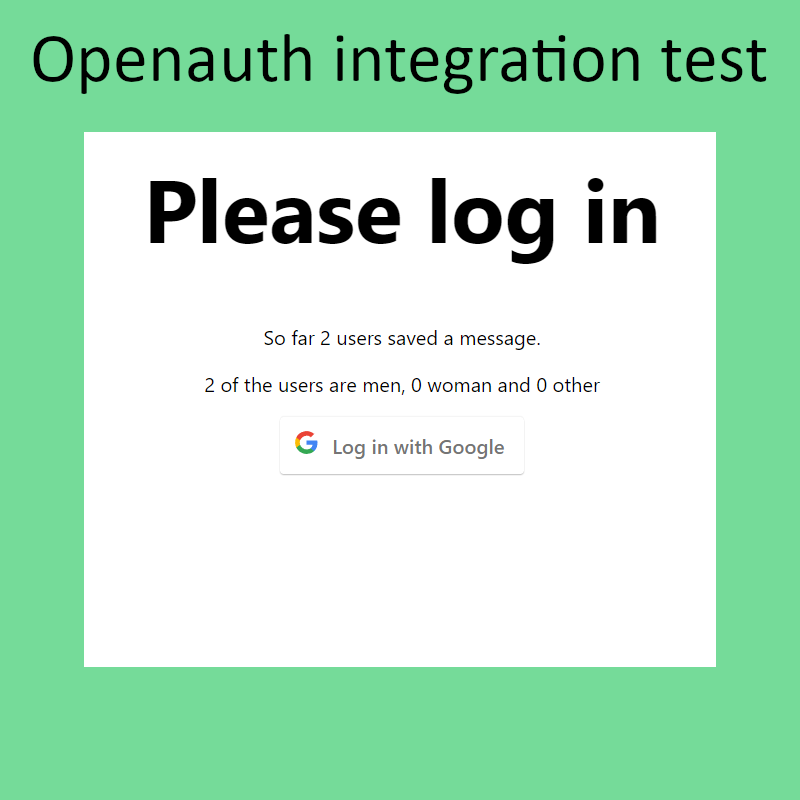 Openauth integration test
Please log in
So far 2 users saved a message.
2 of the users are men, 0 woman and 0 other
Log in with Google